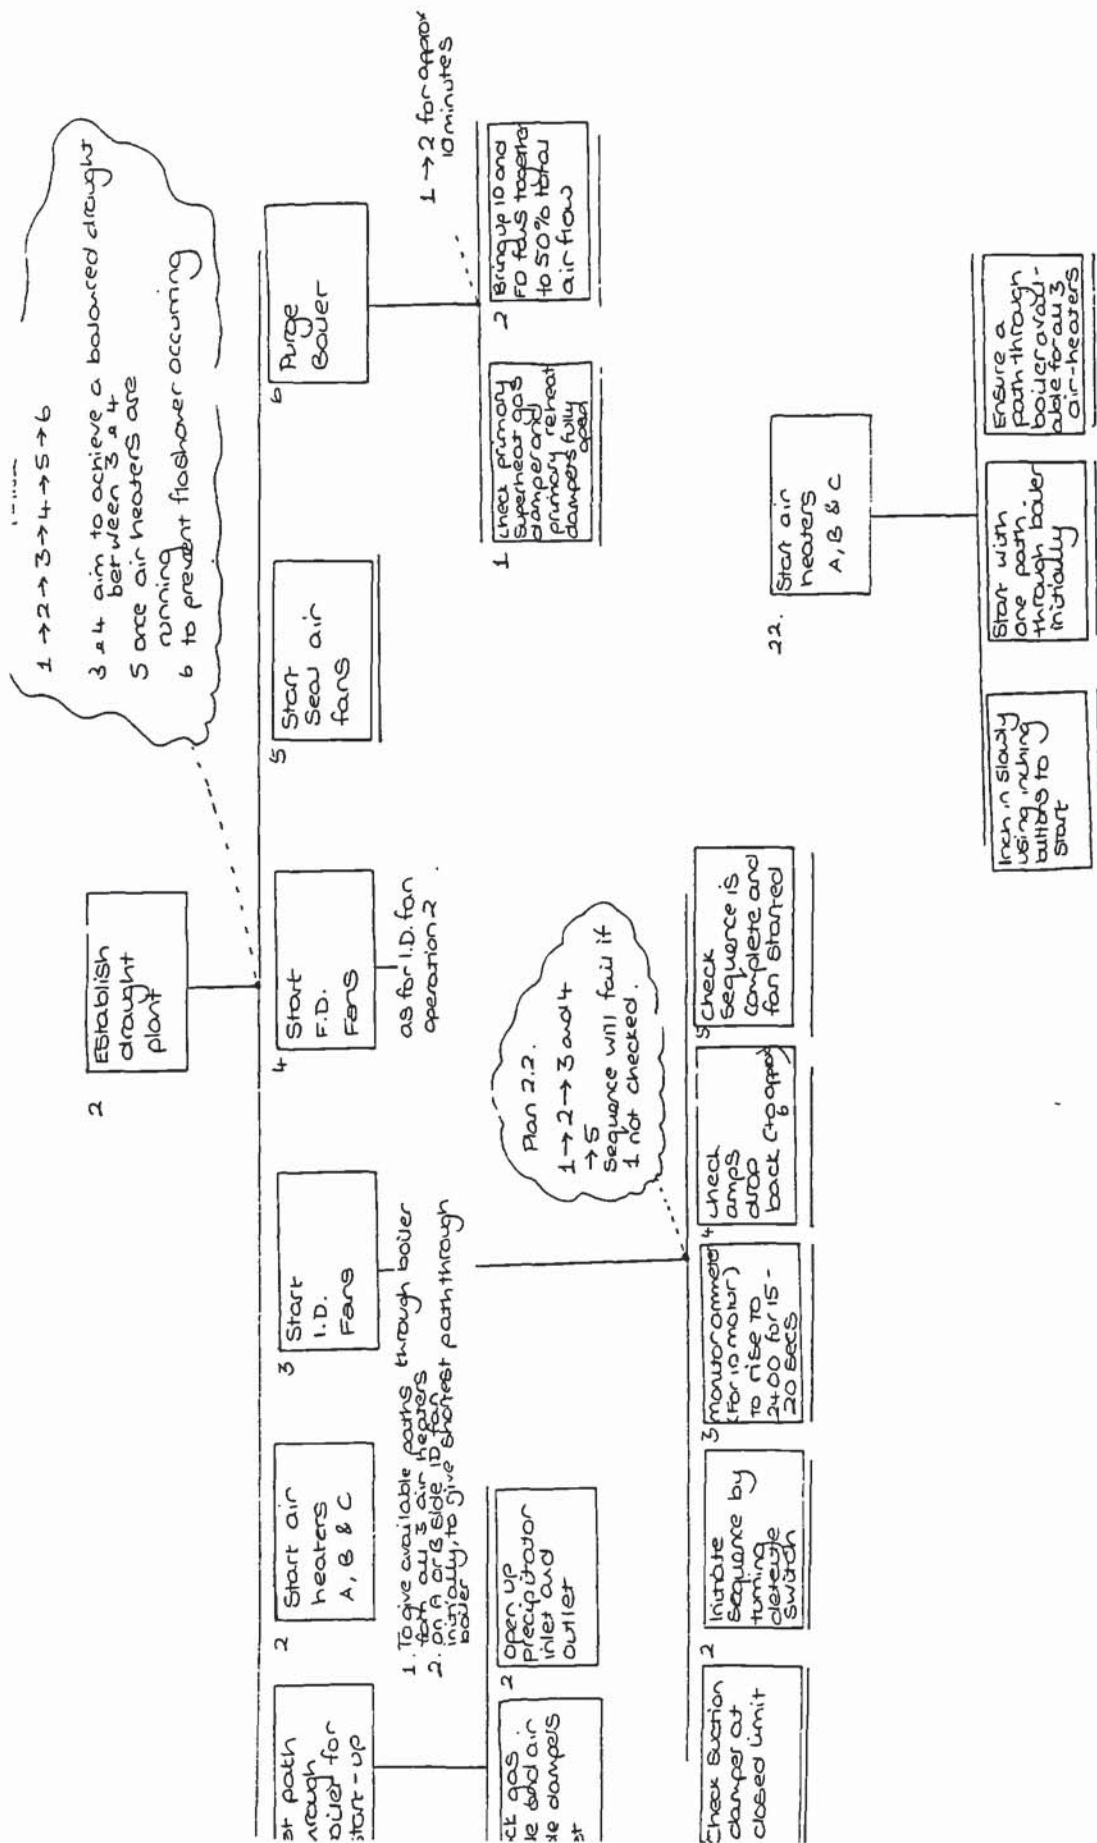 2
Establish
draught
plant
1 → 2 → 3 → 4 → 5 → 6
3 & 4 aim to achieve a balanced draught
between 3 & 4
5 once air heaters are
running
6 to prevent flashover occurring
start-up
2
Start air
heaters
A, B & C
3
Start
I.D.
Fans
4
Start
F.D.
Fans
5
Start
Seal air
fans
6
Purge
Boiler
1. To give available paths through boiler
for all 3 air heaters
2. On A or B side ID fan
initially, to give shortest path through
boiler
as for I.D. fan
operation 2.
1 → 2 for approx
10 minutes
gas
and air
dampers
2
Open up
precipitator
inlet and
outlet
1
Check primary
Superheat gas
damper and
primary reheat
dampers fully
open
2
Bring up ID and
FD fans together
to 50% total
air flow
Plan 2.2.
1 → 2 → 3 and 4
→ 5
Sequence will fail if
1 not checked.
Check suction
damper at
closed limit
2
Initiate
Sequence by
turning
switch
3
monitor ammeter
(For ID motor)
to rise to
2400 for 15-
20 secs
4
Check
amps
drop
back (to approx
6)
5
Check
Sequence is
complete and
fan started
22.
Start air
heaters
A, B & C
Inch in slowly
using inching
buttons to
start
Start with
one path
through boiler
initially
Ensure a
path through
boiler avail-
able for all 3
air-heaters